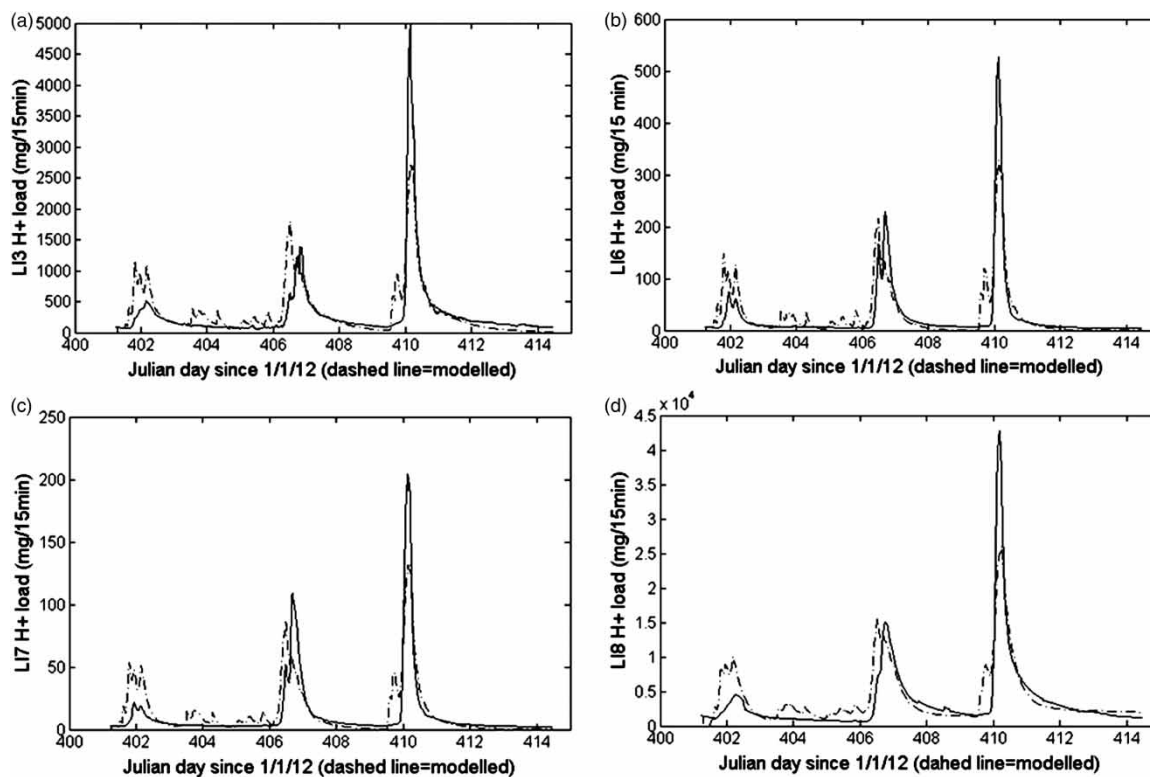 (a)
LI3 H+ load (mg/15min)
5000
4500
4000
3500
3000
2500
2000
1500
1000
500
0
400 402 404 406 408 410 412 414
Julian day since 1/1/12 (dashed line=modelled)
(b)
LI6 H+ load (mg/15 min)
600
500
400
300
200
100
0
400 402 404 406 408 410 412 414
Julian day since 1/1/12 (dashed line=modelled)
(c)
LI7 H+ load (mg/15min)
250
200
150
100
50
0
400 402 404 406 408 410 412 414
Julian day since 1/1/12 (dashed line=modelled)
(d)
LI8 H+ load (mg/15min)
x 10^4
4.5
4
3.5
3
2.5
2
1.5
1
0.5
0
400 402 404 406 408 410 412 414
Julian day since 1/1/12 (dahed line=modelled)